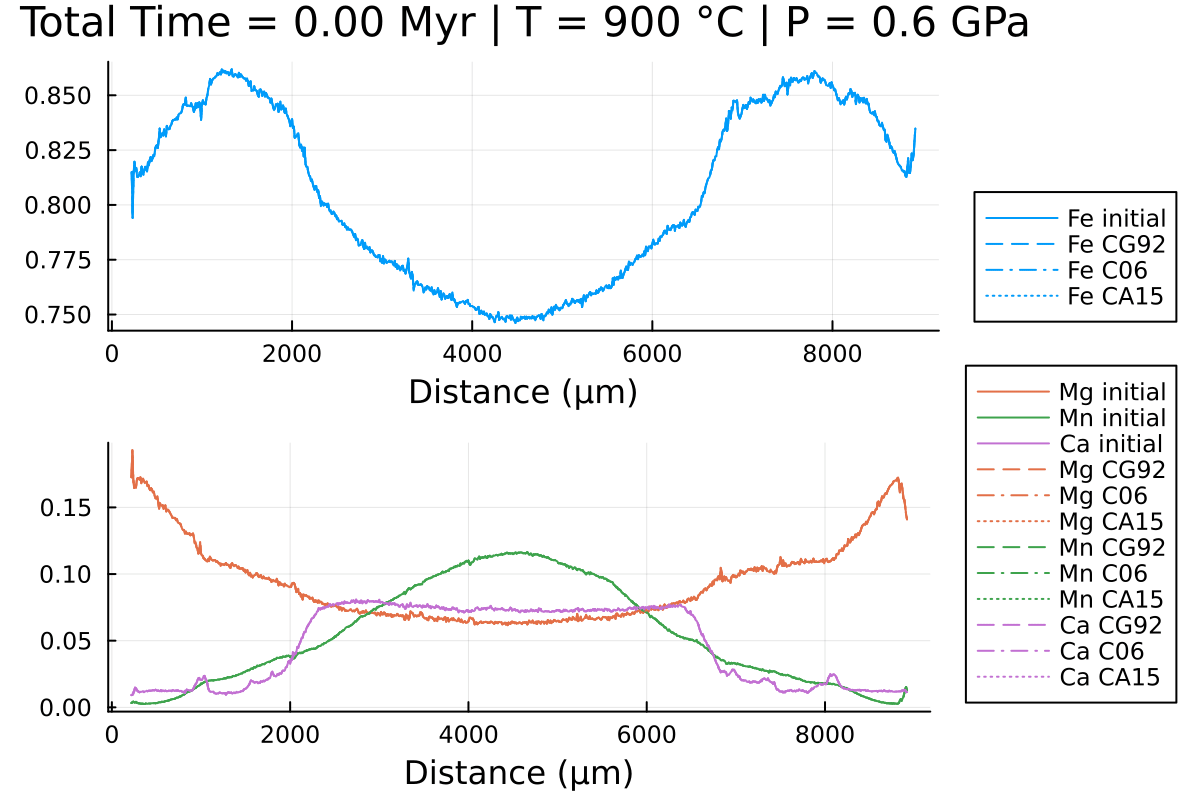 Total Time = 0.00 Myr | T = 900 °C | P = 0.6 GPa
0.850
0.825
0.800
0.775
0.750
0 2000 4000 6000 8000
Distance (μm)
Fe initial
Fe CG92
Fe C06
Fe CA15
0.15
0.10
0.05
0.00
0 2000 4000 6000 8000
Distance (μm)
Mg initial
Mn initial
Ca initial
Mg CG92
Mg C06
Mg CA15
Mn CG92
Mn C06
Mn CA15
Ca CG92
Ca C06
Ca CA15